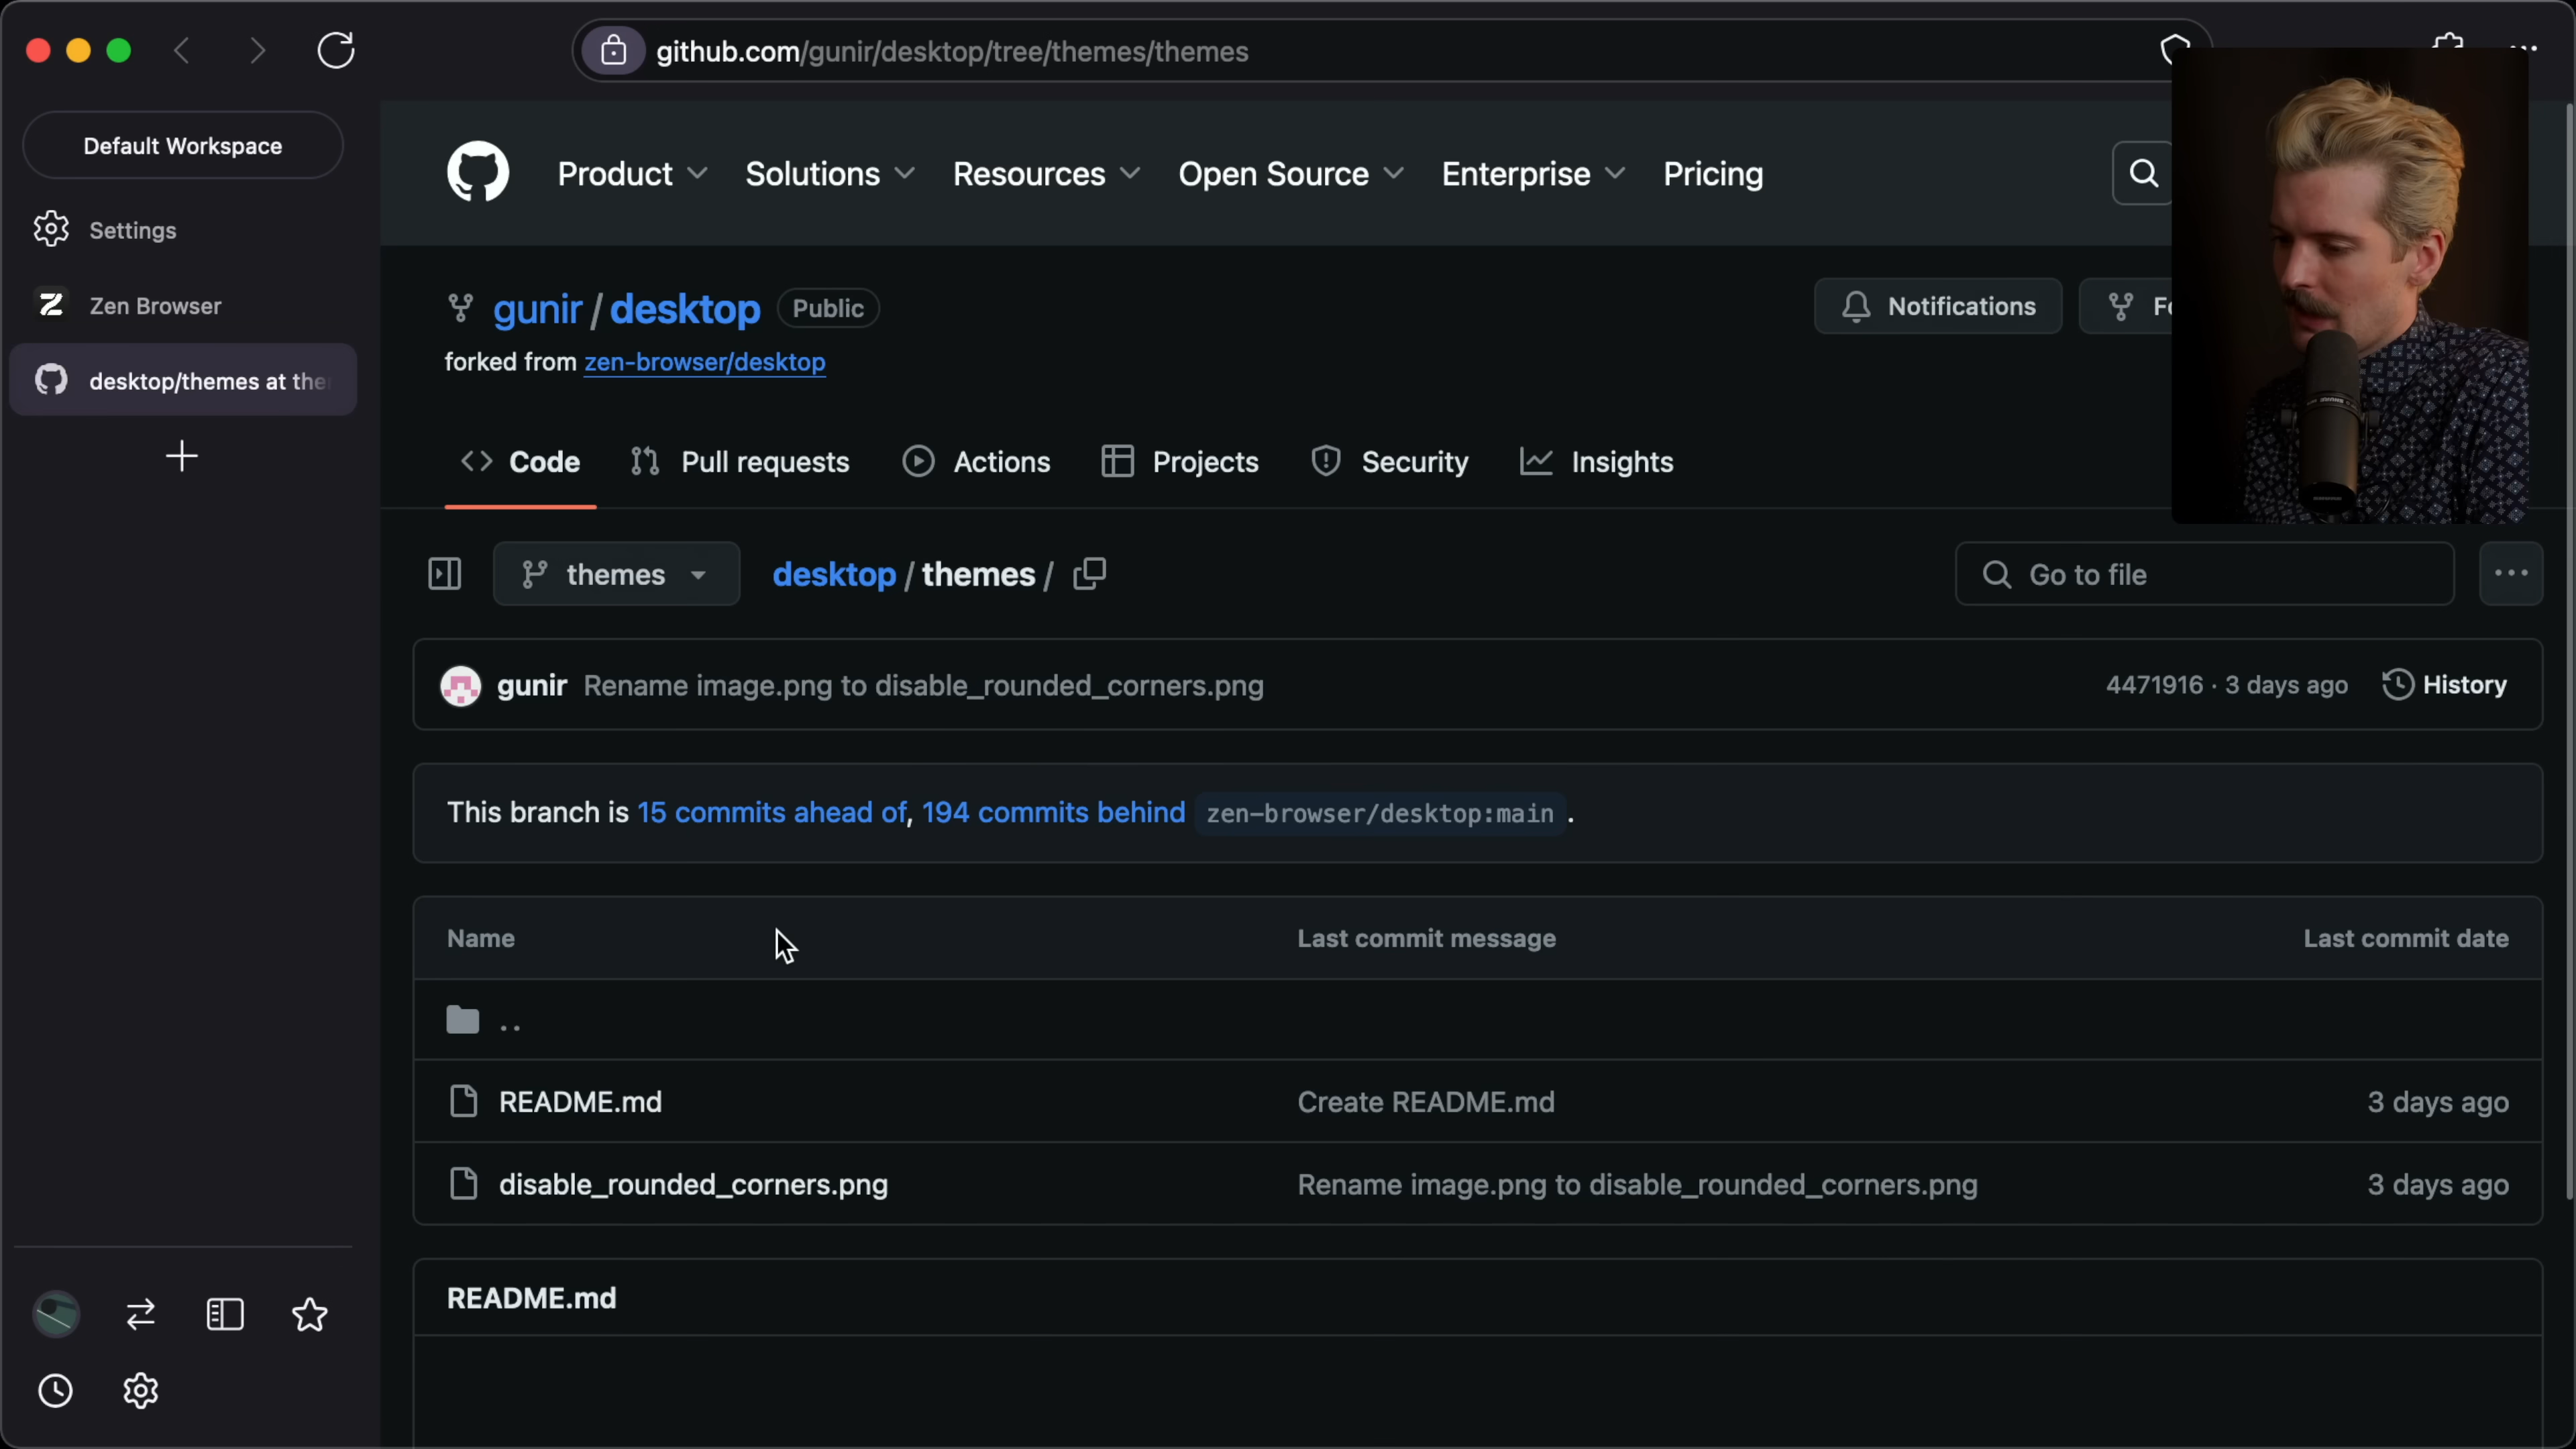 github.com/gunir/desktop/tree/themes/themes
Default Workspace
Settings
Zen Browser
desktop/themes at the
Product
Solutions
Resources
Open Source
Enterprise
Pricing
gunir / desktop Public
Notifications
forked from zen-browser/desktop
Code
Pull requests
Actions
Projects
Security
Insights
themes
desktop / themes /
Go to file
gunir Rename image.png to disable_rounded_corners.png
4471916 · 3 days ago
History
This branch is 15 commits ahead of, 194 commits behind zen-browser/desktop:main .
Name
Last commit message
Last commit date
..
README.md
Create README.md
3 days ago
disable_rounded_corners.png
Rename image.png to disable_rounded_corners.png
3 days ago
README.md